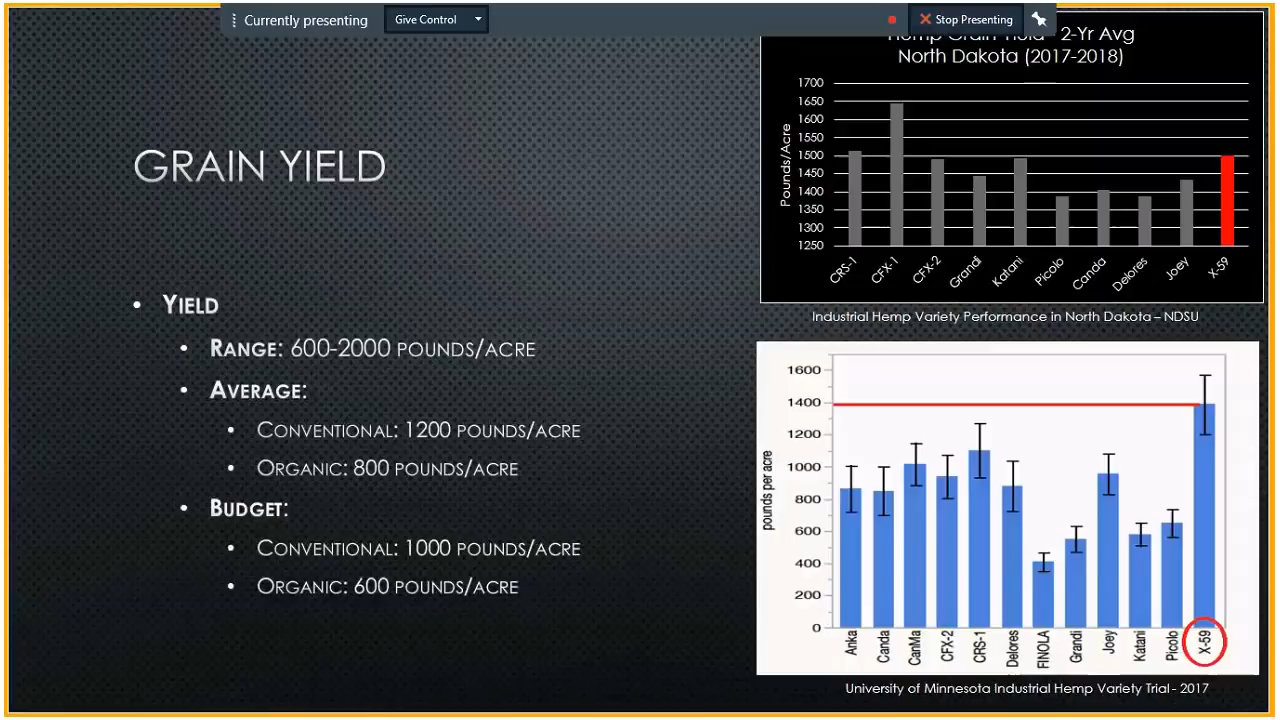 Currently presenting
Give Control
Stop Presenting
GRAIN YIELD
• YIELD
• RANGE: 600-2000 POUNDS/ACRE
• AVERAGE:
• CONVENTIONAL: 1200 POUNDS/ACRE
• ORGANIC: 800 POUNDS/ACRE
• BUDGET:
• CONVENTIONAL: 1000 POUNDS/ACRE
• ORGANIC: 600 POUNDS/ACRE
Hemp Grain Yield - 2-Yr Avg
North Dakota (2017-2018)
Pounds/Acre
1700
1650
1600
1550
1500
1450
1400
1350
1300
1250
CRS-1
CFX-1
CFX-2
Grandi
Katani
Picolo
Canda
Delores
Joey
X-59
Industrial Hemp Variety Performance in North Dakota – NDSU
pounds per acre
1600
1400
1200
1000
800
600
400
200
0
Anka
Canda
CanMa
CFX-2
CRS-1
Delores
FINOLA
Grandi
Joey
Katani
Picolo
X-59
University of Minnesota Industrial Hemp Variety Trial - 2017